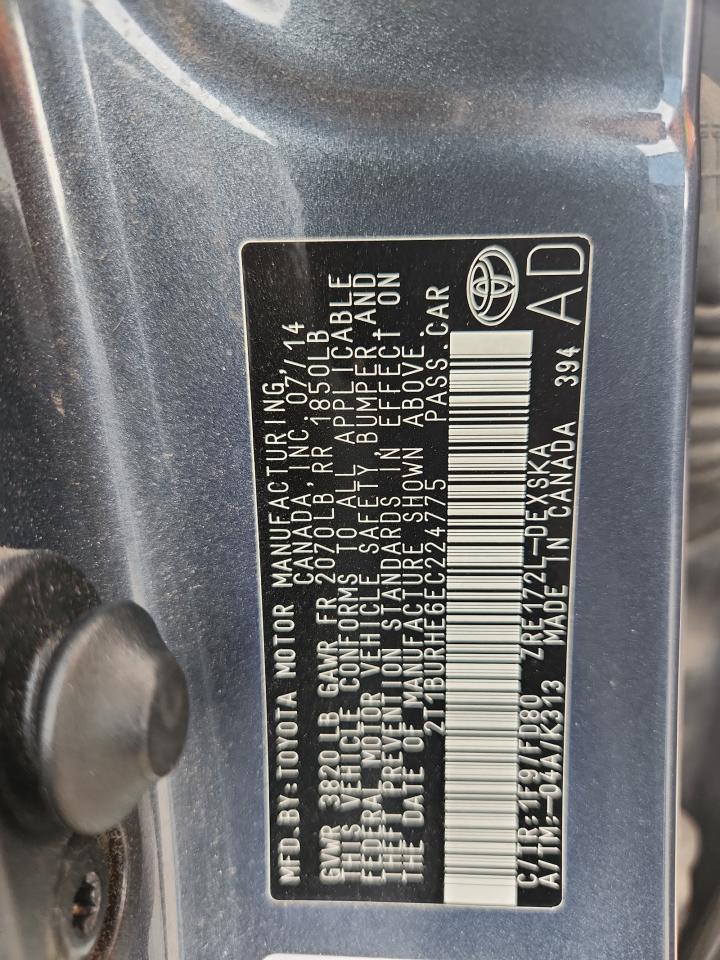 MFD.BY:TOYOTA MOTOR MANUFACTURING,
CANADA, INC. 07/14
GVWR 3820LB GAWR FR 2070LB,RR 1850LB
THIS VEHICLE CONFORMS TO ALL APPLICABLE
FEDERAL MOTOR VEHICLE SAFETY,BUMPER,AND
THEFT PREVENTION STANDARDS IN EFFECT ON
THE DATE OF MANUFACTURE SHOWN ABOVE.
2T1BURHE6EC224775 PASS.CAR
C/TR:1F9/FD80 ZRE172L-DEXSKA
A/TM:-04A/K313 MADE IN CANADA 394
AD